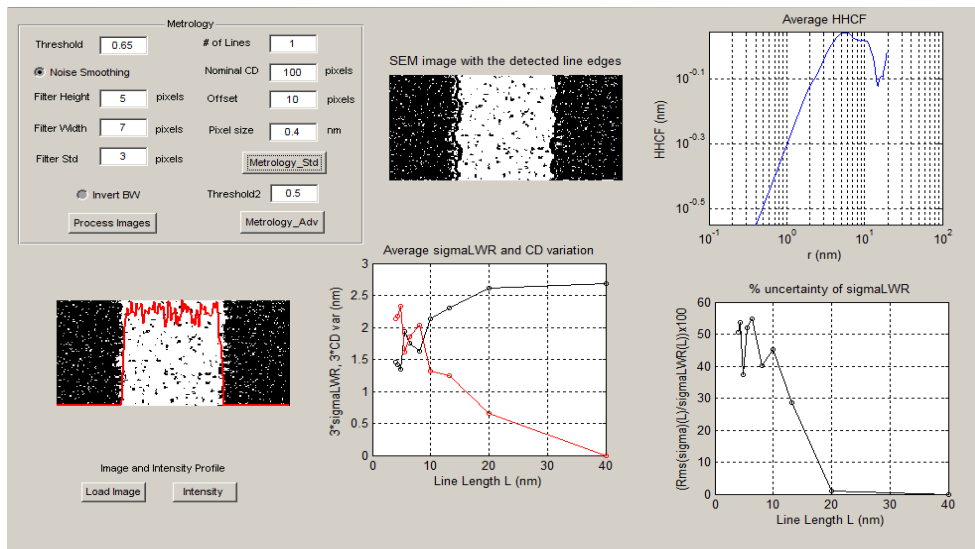 Metrology
Threshold 0.65 # of Lines 1
Noise Smoothing Nominal CD 100 pixels
Filter Height 5 pixels Offset 10 pixels
Filter Width 7 pixels Pixel size 0.4 nm
Filter Std 3 pixels Metrology_Std
Invert BW Threshold2 0.5
Process Images Metrology_Adv
SEM image with the detected line edges
Average HHCF
HHCF (nm)
10^-0.1
10^-0.3
10^-0.5
10^-1 10^0 10^1 10^2
r (nm)
Image and Intensity Profile
Load Image Intensity
Average sigmaLWR and CD variation
3*sigmaLWR, 3*CD var (nm)
3
2.5
2
1.5
1
0.5
0
0 10 20 30 40
Line Length L (nm)
% uncertainty of sigmaLWR
(Rms(sigma)(L)/sigmaLWR(L))x100
60
50
40
30
20
10
0
0 10 20 30 40
Line Length L (nm)